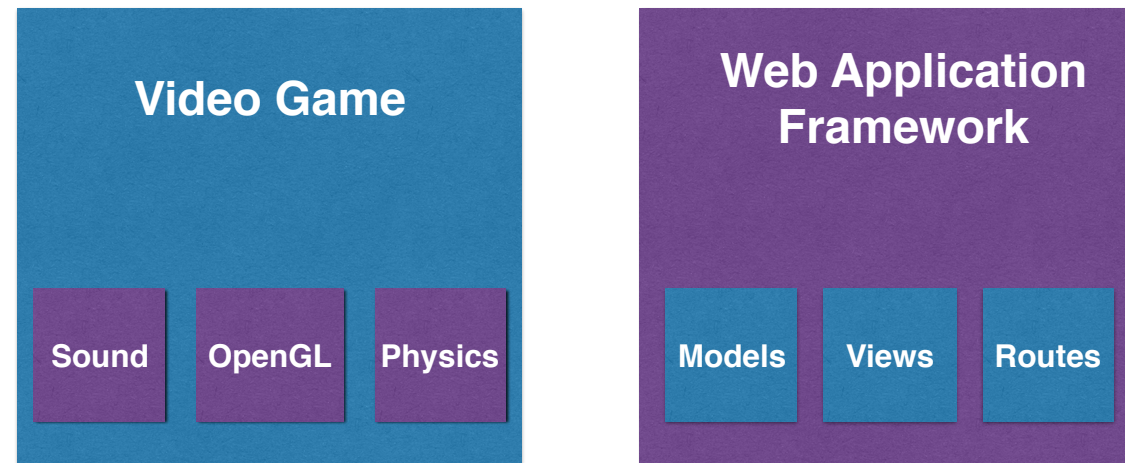 Video Game
Sound
OpenGL
Physics
Web Application
Framework
Models
Views
Routes